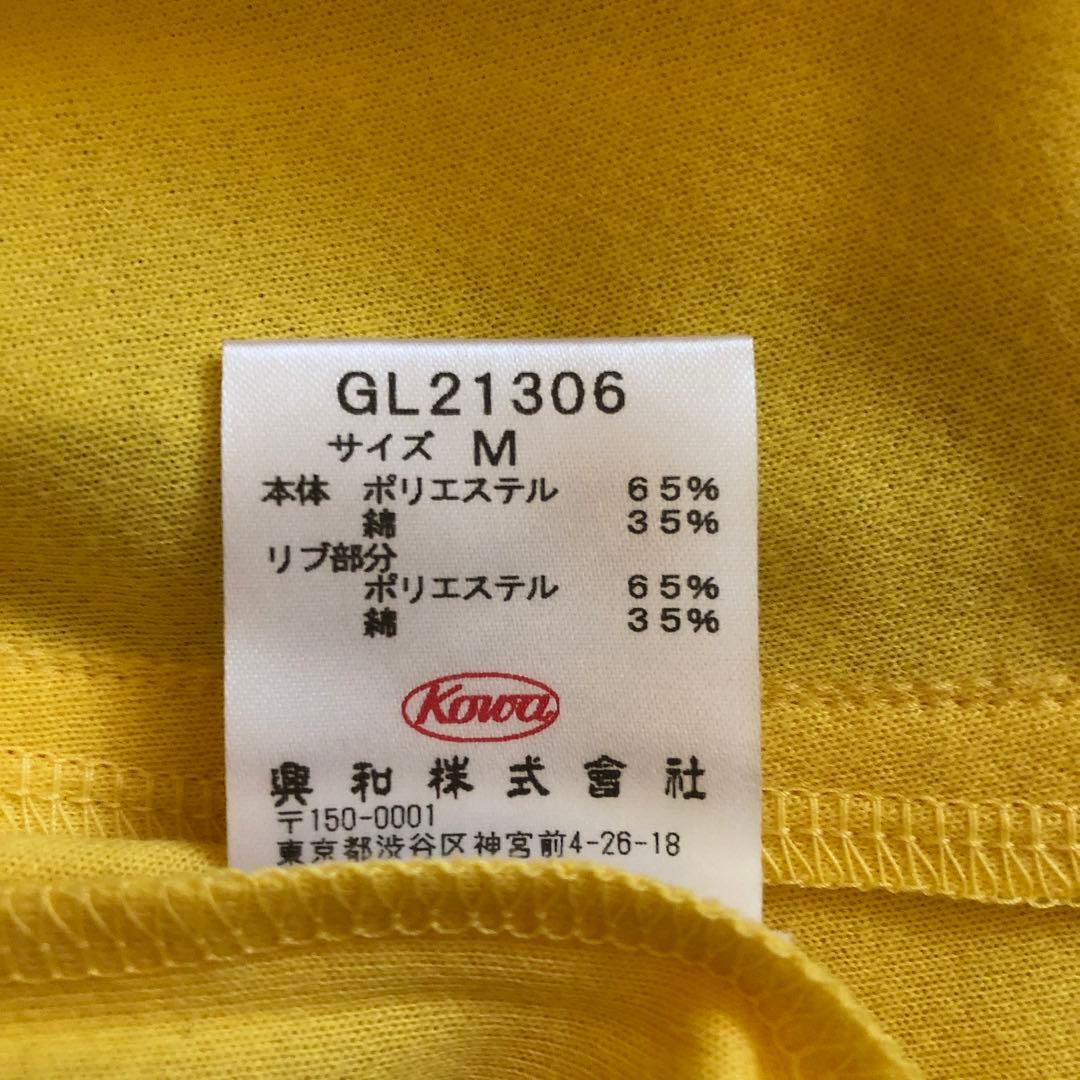 GL21306
サイズ M
本体 ポリエステル 65%
綿 35%
リブ部分
ポリエステル 65%
綿 35%
Kowa
興和株式會社
〒150-0001
東京都渋谷区神宮前4-26-18